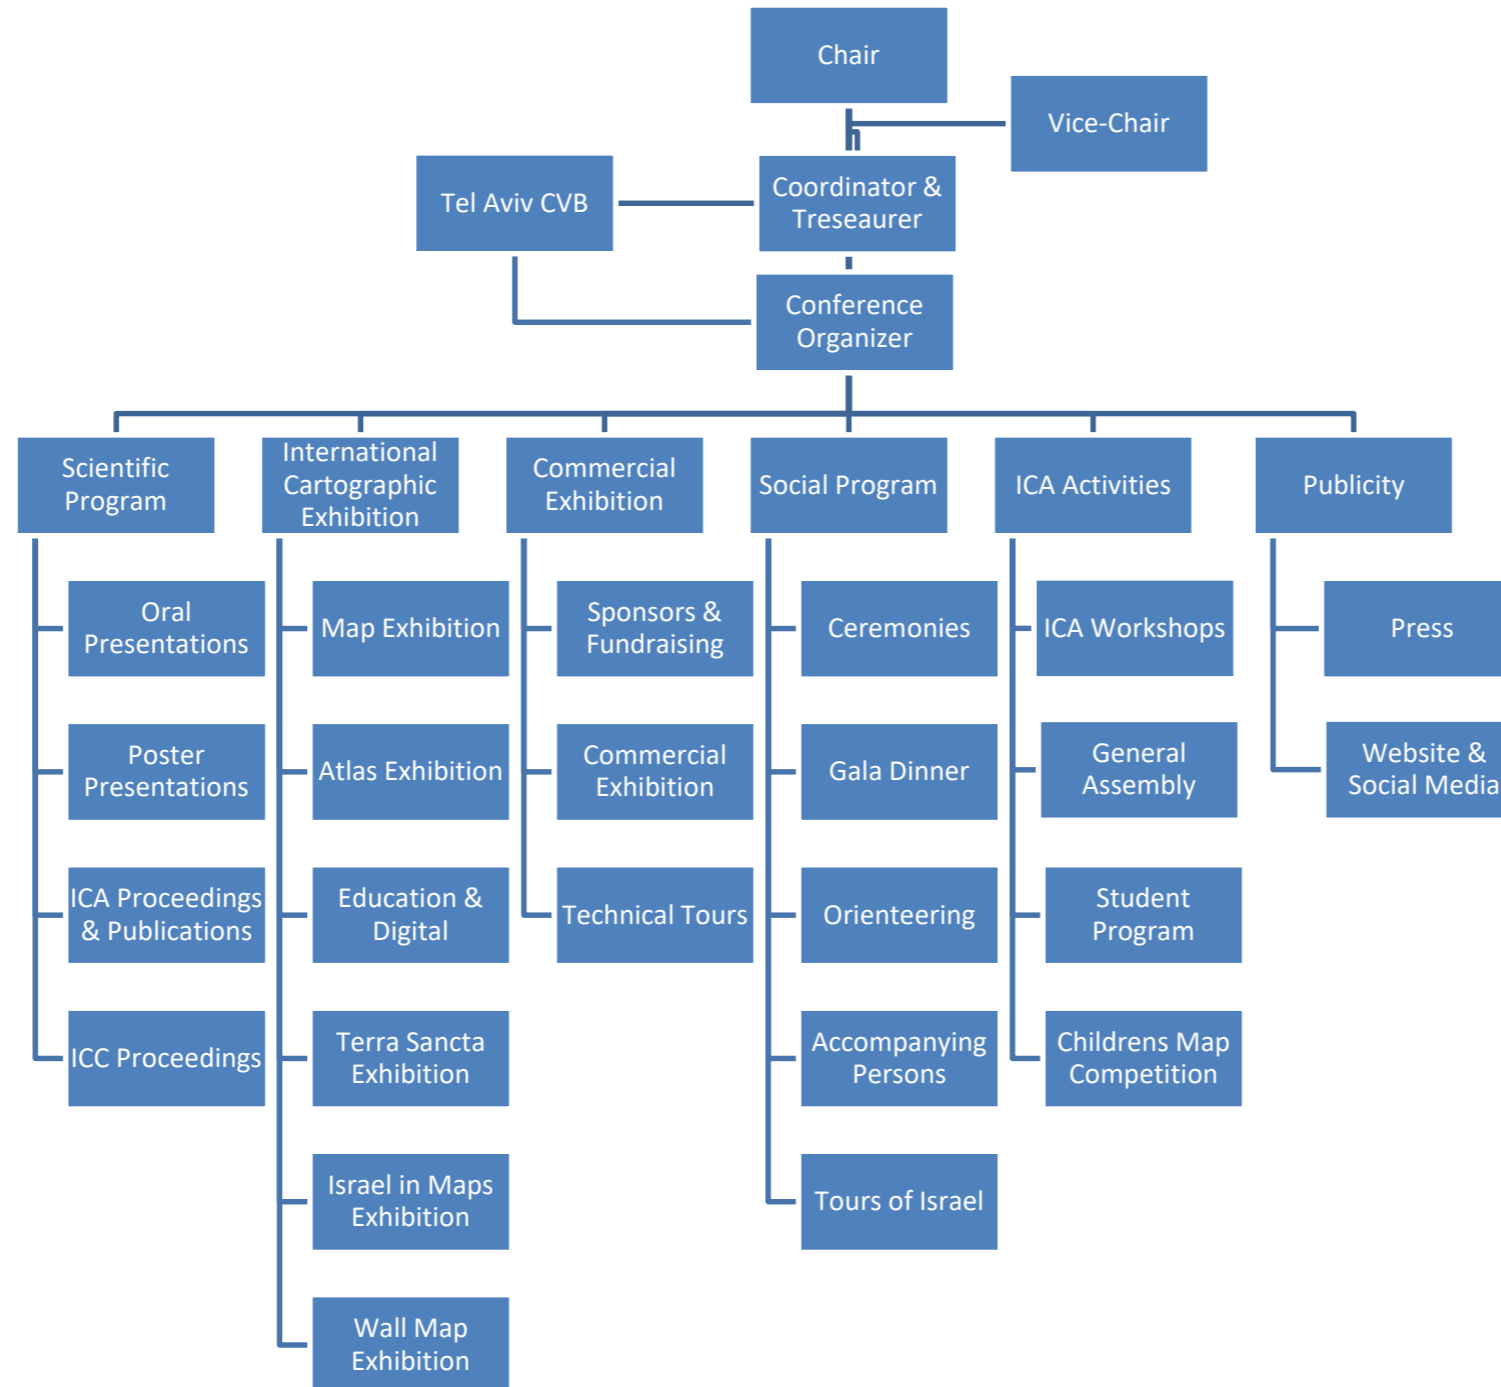 Chair
Vice-Chair
Tel Aviv CVB
Coordinator &
Treseaurer
Conference
Organizer
Scientific
Program
International
Cartographic
Exhibition
Commercial
Exhibition
Social Program
ICA Activities
Publicity
Oral
Presentations
Poster
Presentations
ICA Proceedings
& Publications
ICC Proceedings
Map Exhibition
Atlas Exhibition
Education &
Digital
Terra Sancta
Exhibition
Israel in Maps
Exhibition
Wall Map
Exhibition
Sponsors &
Fundraising
Commercial
Exhibition
Technical Tours
Ceremonies
Gala Dinner
Orienteering
Accompanying
Persons
Tours of Israel
ICA Workshops
General
Assembly
Student
Program
Childrens Map
Competition
Press
Website &
Social Media